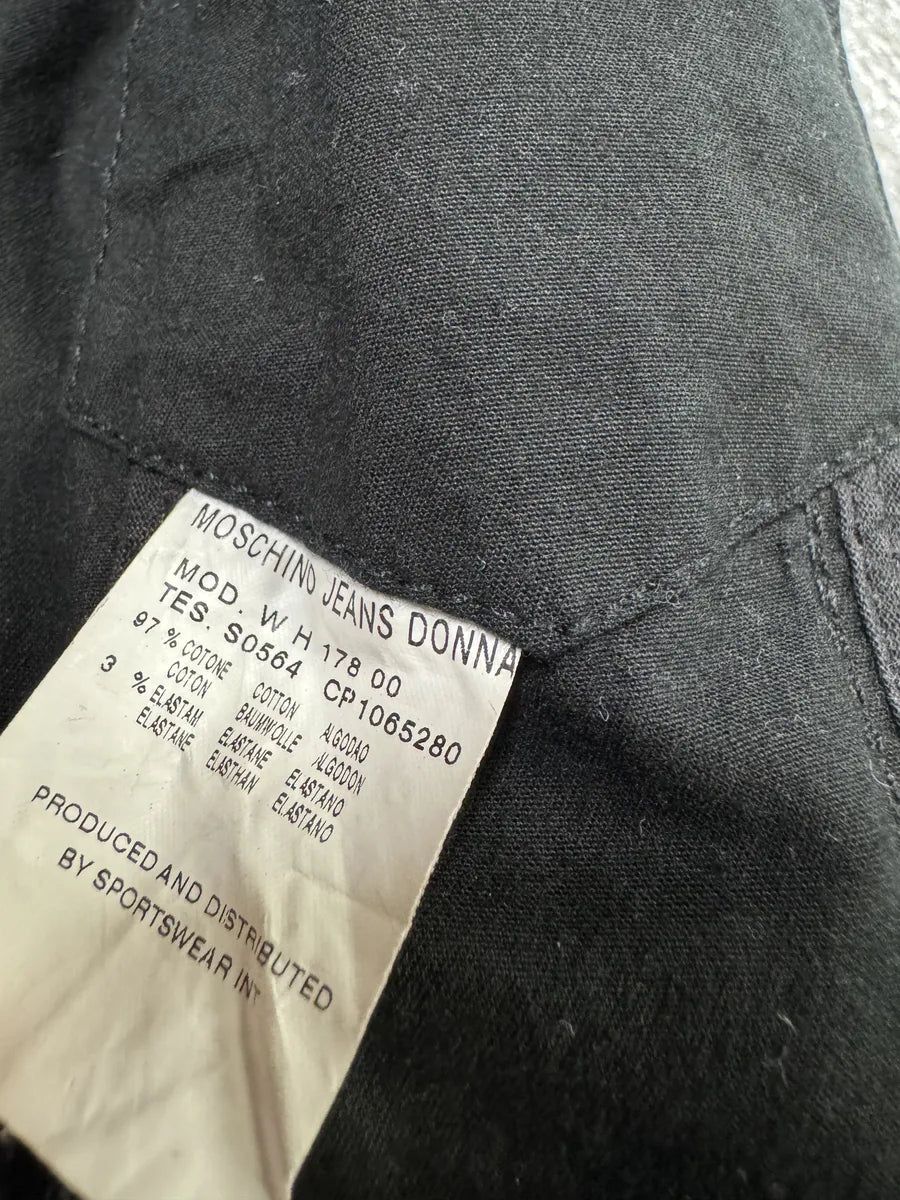 MOSCHINO JEANS DONNA
MOD. W H 178 00
TES. S0564 CP1065280
97 % COTONE COTTON ALGODAO
COTON BAUMWOLLE ALGODON
3 % ELASTAM ELASTANE ELASTANO
ELASTANE ELASTHAN ELASTANO
PRODUCED AND DISTRIBUTED
BY SPORTSWEAR INT